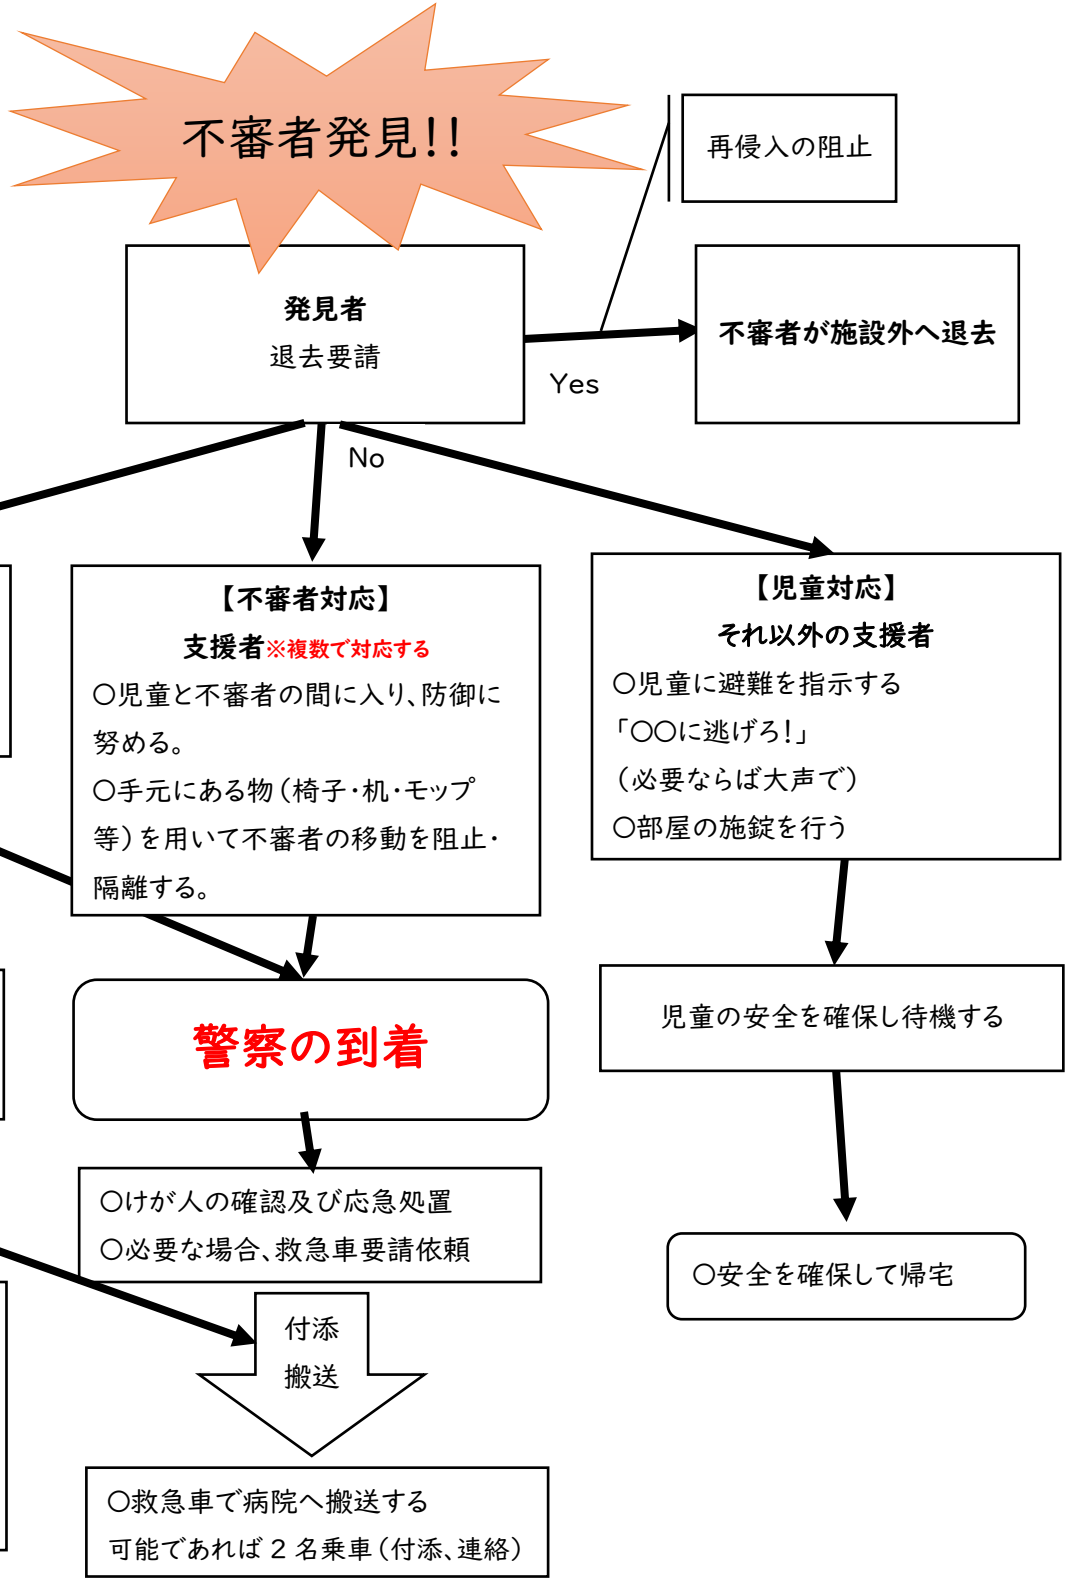 不審者発見!!
再侵入の阻止
発見者
退去要請
不審者が施設外へ退去
Yes
No
【不審者対応】
支援者※複数で対応する
○児童と不審者の間に入り、防御に
努める。
○手元にある物(椅子・机・モップ
等)を用いて不審者の移動を阻止・
隔離する。
【児童対応】
それ以外の支援者
○児童に避難を指示する
「○○に逃げろ!」
(必要ならば大声で)
○部屋の施錠を行う
警察の到着
児童の安全を確保し待機する
○けが人の確認及び応急処置
○必要な場合、救急車要請依頼
○安全を確保して帰宅
付添
搬送
○救急車で病院へ搬送する
可能であれば2名乗車(付添、連絡)